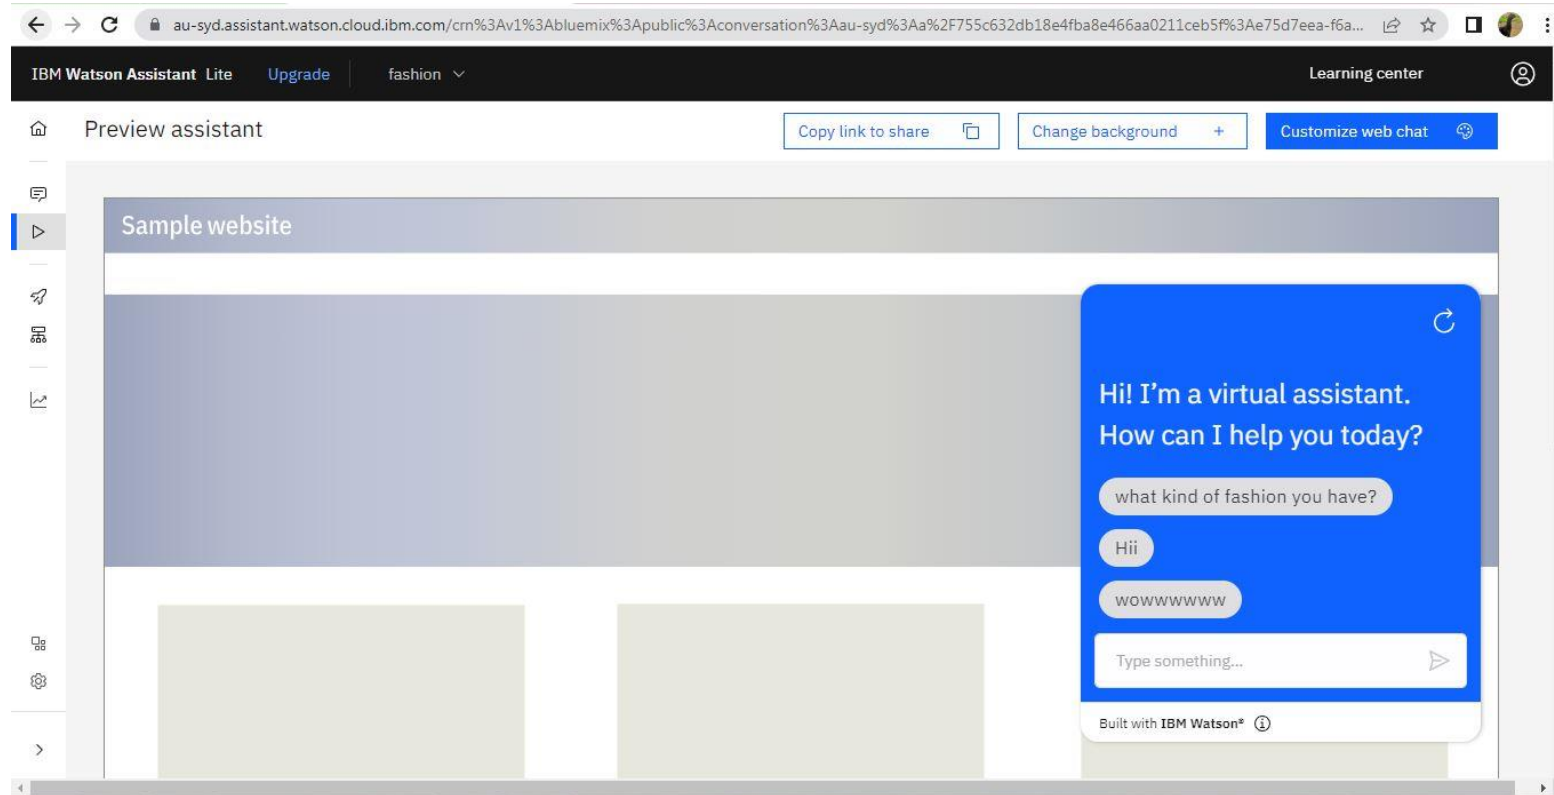 au-syd.assistant.watson.cloud.ibm.com/crn%3Av1%3Abluemix%3Apublic%3Aconversation%3Aau-syd%3Aa%2F755c632db18e4fba8e466aa0211ceb5f%3Ae75d7eea-f6a...
IBM Watson Assistant Lite Upgrade fashion Learning center
Preview assistant Copy link to share Change background + Customize web chat
Sample website
Hi! I'm a virtual assistant.
How can I help you today?
what kind of fashion you have?
Hii
wowwwwww
Type something...
Built with IBM Watson®